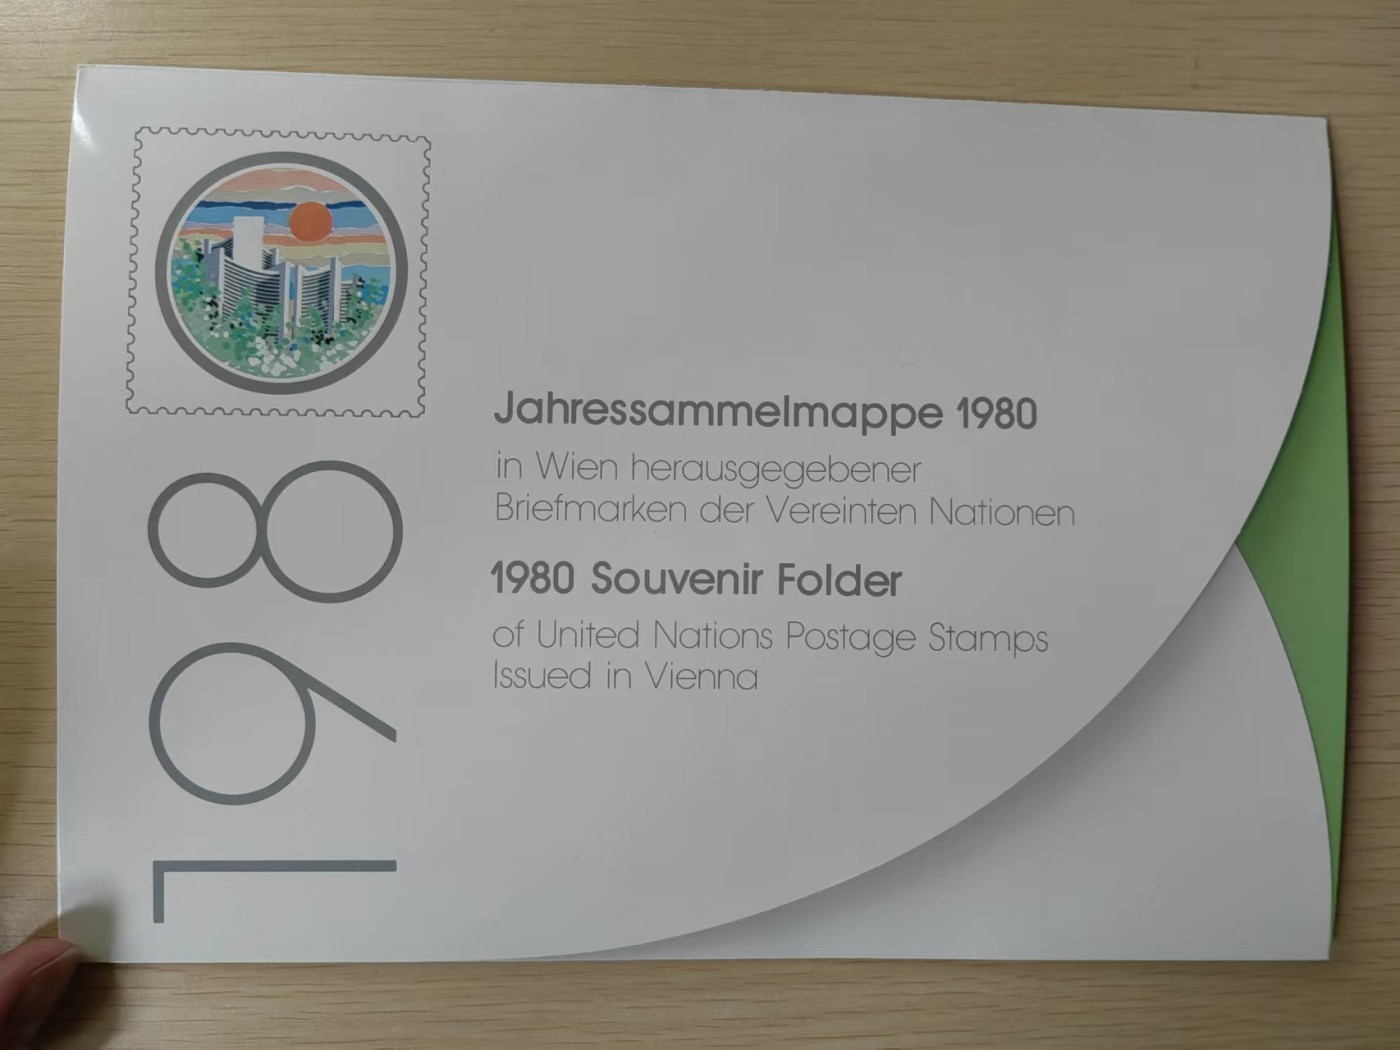 Jahressammelmappe 1980
in Wien herausgegebener
Briefmarken der Vereinten Nationen
1980 Souvenir Folder
of United Nations Postage Stamps
Issued in Vienna
198